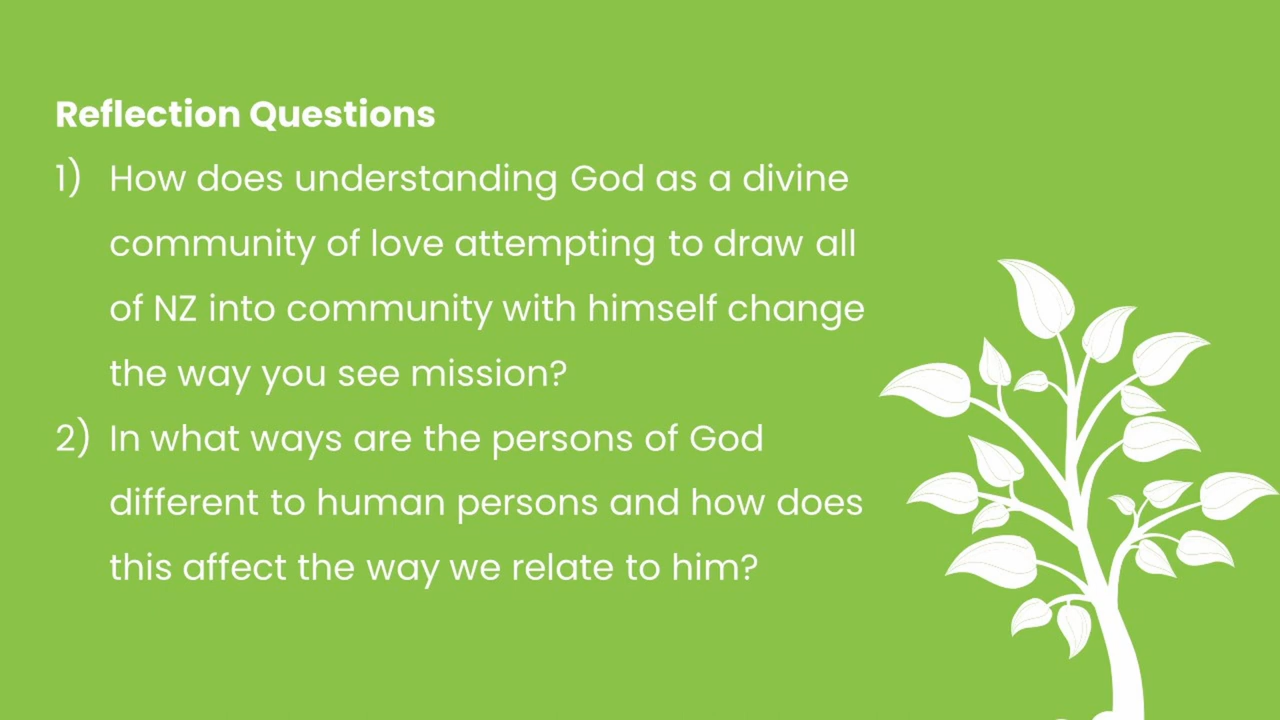 Reflection Questions
1) How does understanding God as a divine
community of love attempting to draw all
of NZ into community with himself change
the way you see mission?
2) In what ways are the persons of God
different to human persons and how does
this affect the way we relate to him?